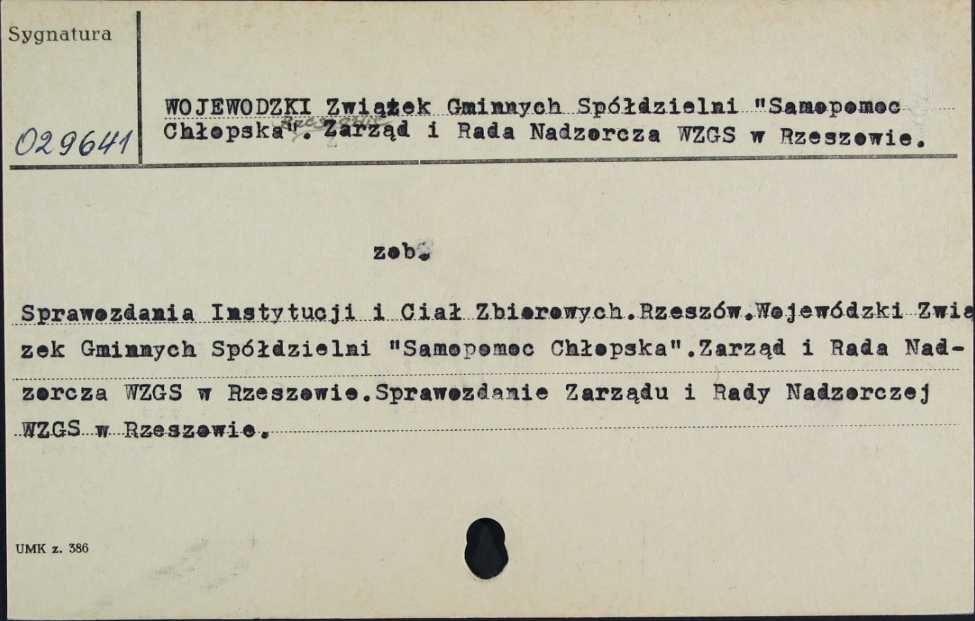 Sygnatura
029641
WOJEWODZKI Związek Gminnych Spółdzielni "Samopomoc
Chłopska". Zarząd i Rada Nadzorcza WZGS w Rzeszowie.
zob.
Sprawozdania Instytucji i Ciał Zbiorowych.Rzeszów.Wojewódzki Zwią
zek Gminnych Spółdzielni "Samopomoc Chłopska".Zarząd i Rada Nad-
zorcza WZGS w Rzeszowie.Sprawozdanie Zarządu i Rady Nadzorczej
WZGS w Rzeszowie.
UMK z. 386